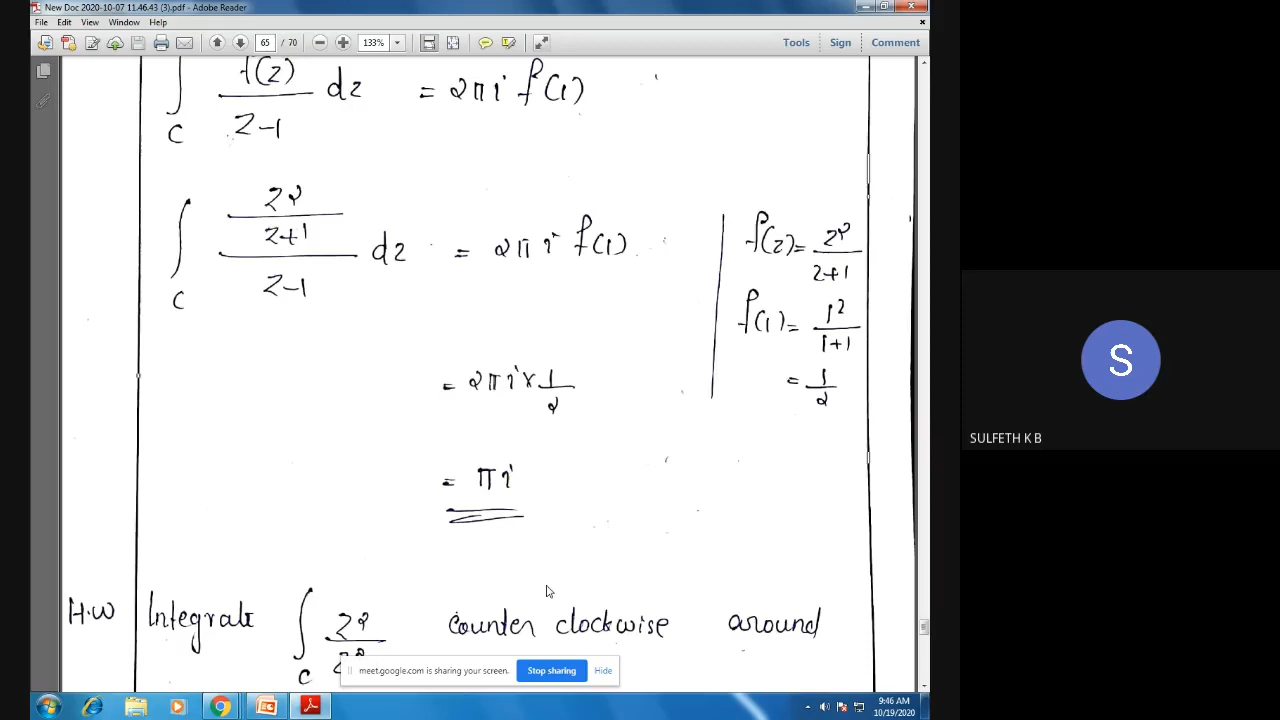 New Doc 2020-10-07 11.46.43 (3).pdf - Adobe Reader
File Edit View Window Help
65 / 70 133% Tools Sign Comment
∫_C f(z)/(z-1) dz = 2πi f(1)
∫_C (z²/(z+1))/(z-1) dz = 2πi f(1)
f(z) = z²/(z+1)
f(1) = 1²/(1+1)
= 1/2
= 2πi × 1/2
= πi
H.W Integrate ∫_C z²/ counter clockwise around
meet.google.com is sharing your screen. Stop sharing Hide
S
SULFETH K B
9:46 AM
10/19/2020